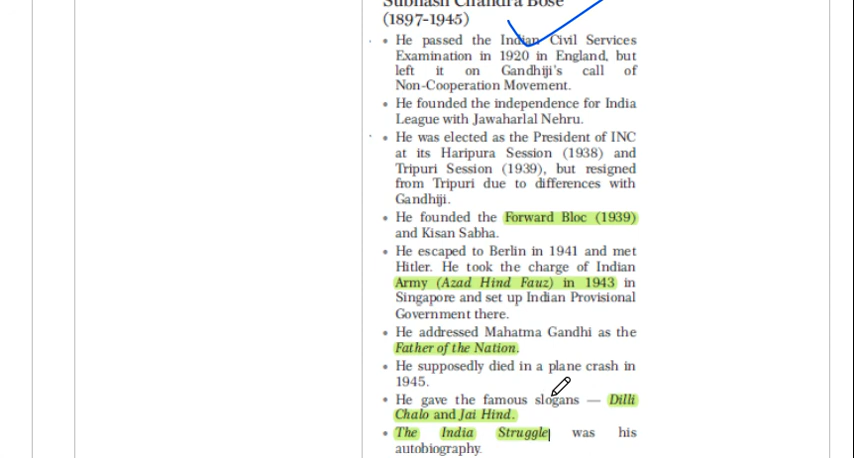 Subhash Chandra Bose
(1897-1945)
• He passed the Indian Civil Services
Examination in 1920 in England, but
left it on Gandhiji's call of
Non-Cooperation Movement.
• He founded the independence for India
League with Jawaharlal Nehru.
• He was elected as the President of INC
at its Haripura Session (1938) and
Tripuri Session (1939), but resigned
from Tripuri due to differences with
Gandhiji.
• He founded the Forward Bloc (1939)
and Kisan Sabha.
• He escaped to Berlin in 1941 and met
Hitler. He took the charge of Indian
Army (Azad Hind Fauz) in 1943 in
Singapore and set up Indian Provisional
Government there.
• He addressed Mahatma Gandhi as the
Father of the Nation.
• He supposedly died in a plane crash in
1945.
• He gave the famous slogans — Dilli
Chalo and Jai Hind.
• The India Struggle was his
autobiography.